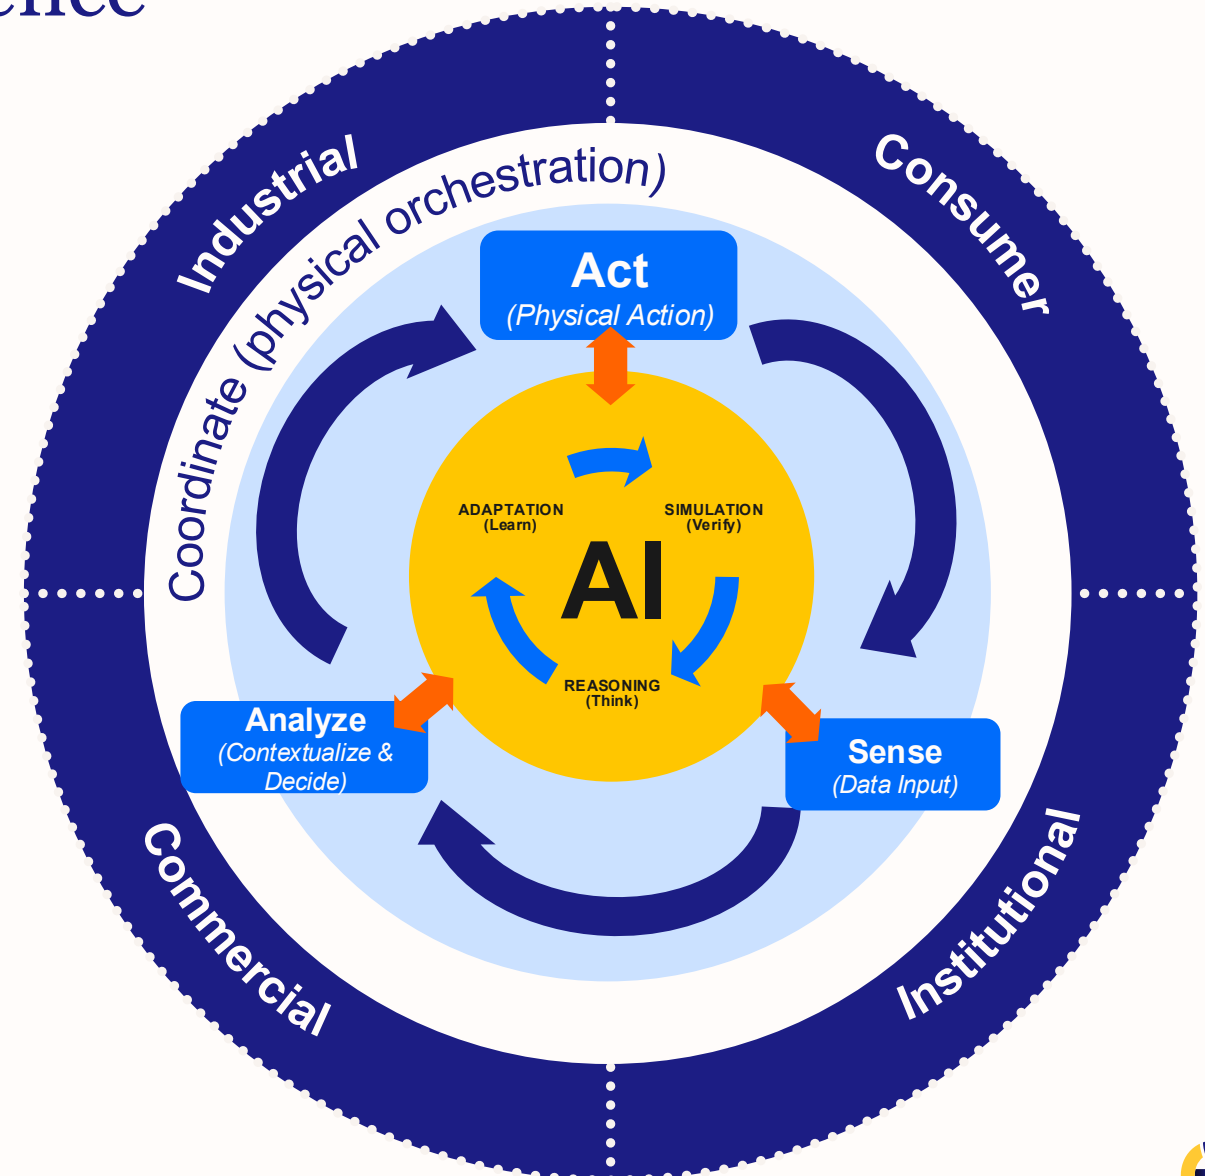 Industrial
Consumer
Coordinate (physical orchestration)
Act
(Physical Action)
ADAPTATION
(Learn)
SIMULATION
(Verify)
AI
REASONING
(Think)
Analyze
(Contextualize &
Decide)
Sense
(Data Input)
Commercial
Institutional